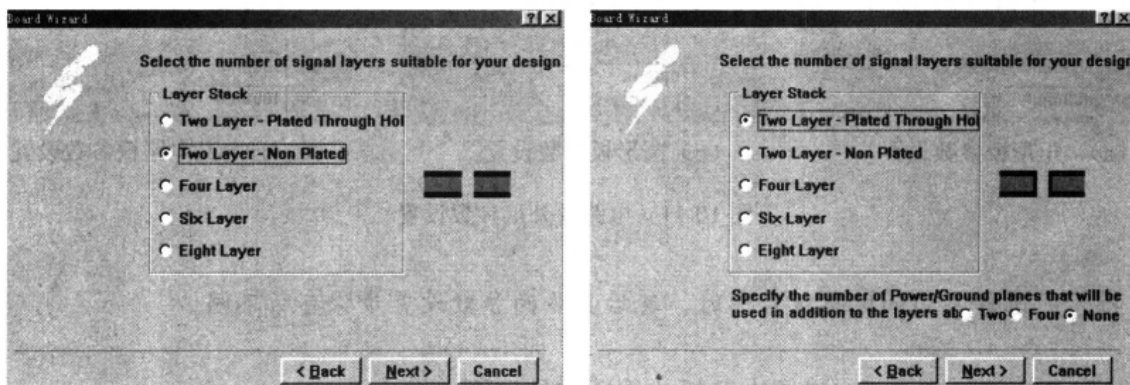 Board Wizard
Select the number of signal layers suitable for your design
Layer Stack
Two Layer - Plated Through Hol
Two Layer - Non Plated
Four Layer
Six Layer
Eight Layer
< Back
Next >
Cancel
Board Wizard
Select the number of signal layers suitable for your design
Layer Stack
Two Layer - Plated Through Hol
Two Layer - Non Plated
Four Layer
Six Layer
Eight Layer
Specify the number of Power/Ground planes that will be
used in addition to the layers abo Two Four None
< Back
Next >
Cancel